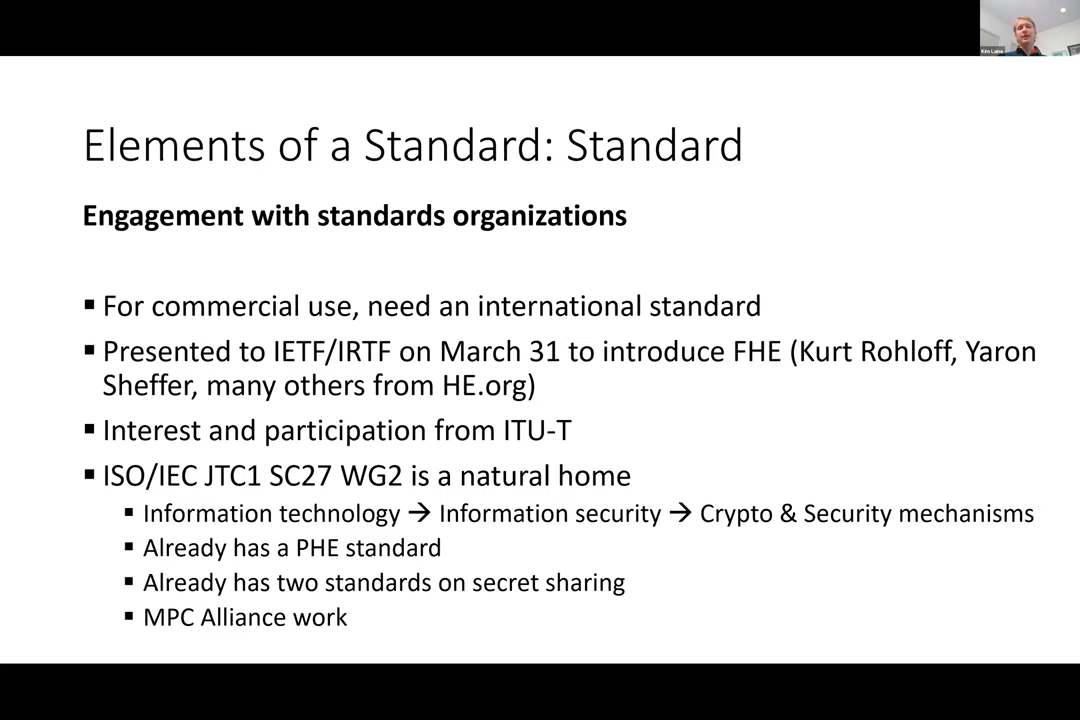 Kim Laine
Elements of a Standard: Standard
Engagement with standards organizations
▪ For commercial use, need an international standard
▪ Presented to IETF/IRTF on March 31 to introduce FHE (Kurt Rohloff, Yaron
Sheffer, many others from HE.org)
▪ Interest and participation from ITU-T
▪ ISO/IEC JTC1 SC27 WG2 is a natural home
▪ Information technology → Information security → Crypto & Security mechanisms
▪ Already has a PHE standard
▪ Already has two standards on secret sharing
▪ MPC Alliance work